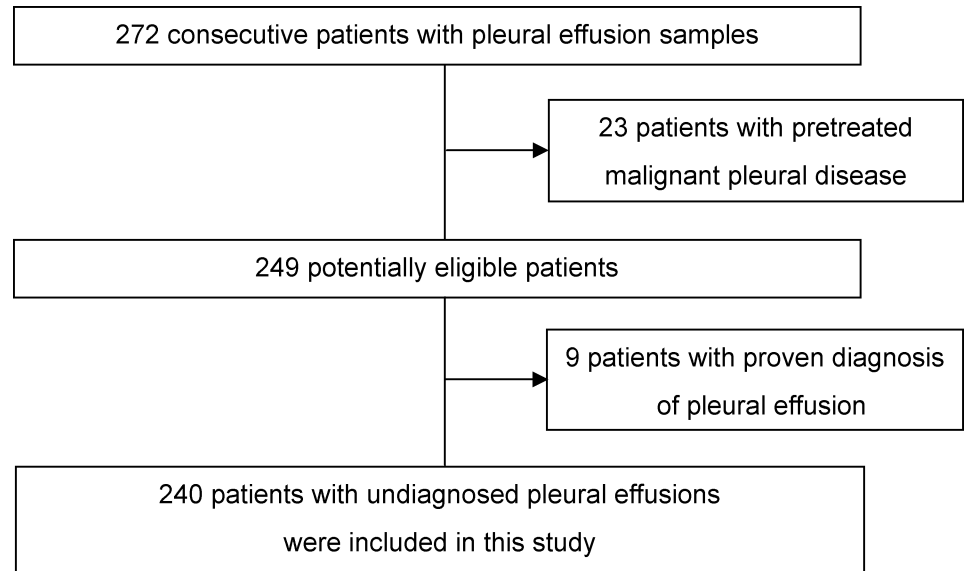 272 consecutive patients with pleural effusion samples
23 patients with pretreated
malignant pleural disease
249 potentially eligible patients
9 patients with proven diagnosis
of pleural effusion
240 patients with undiagnosed pleural effusions
were included in this study